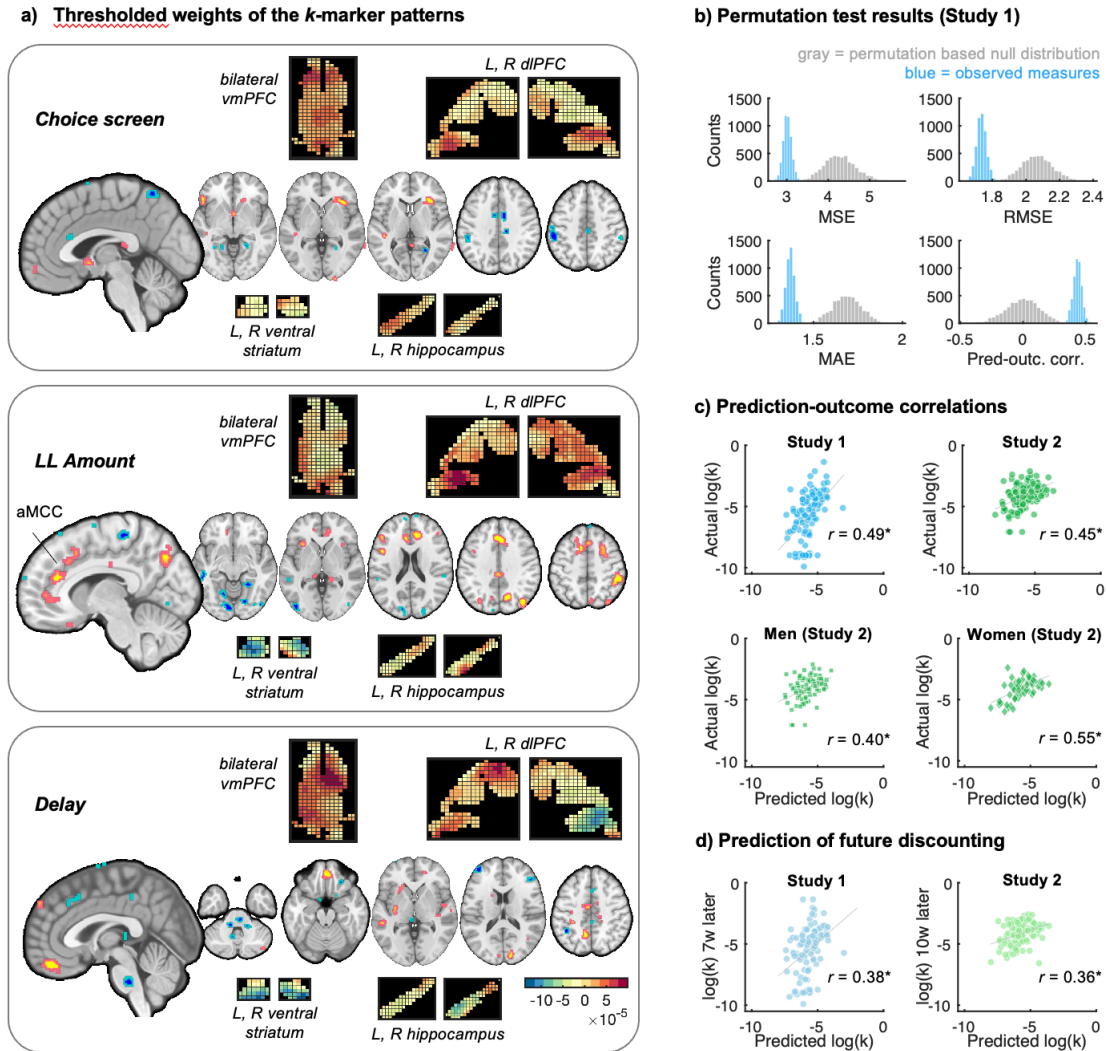 a) Thresholded weights of the k-marker patterns
Choice screen
bilateral
vmPFC
L, R dlPFC
L, R ventral
striatum
L, R hippocampus
LL Amount
bilateral
vmPFC
L, R dlPFC
aMCC
L, R ventral
striatum
L, R hippocampus
Delay
bilateral
vmPFC
L, R dlPFC
L, R ventral
striatum
L, R hippocampus
-10 -5 0 5
×10-5
b) Permutation test results (Study 1)
gray = permutation based null distribution
blue = observed measures
1500
1000
500
0
Counts
3 4 5
MSE
1500
1000
500
0
1.8 2 2.2 2.4
RMSE
1500
1000
500
0
Counts
1.5 2
MAE
1500
1000
500
0
-0.5 0 0.5
Pred-outc. corr.
c) Prediction-outcome correlations
Study 1
0
-5
-10
Actual log(k)
r = 0.49*
-10 -5 0
Study 2
0
-5
-10
Actual log(k)
r = 0.45*
-10 -5 0
Men (Study 2)
0
-5
-10
Actual log(k)
r = 0.40*
-10 -5 0
Predicted log(k)
Women (Study 2)
0
-5
-10
Actual log(k)
r = 0.55*
-10 -5 0
Predicted log(k)
d) Prediction of future discounting
Study 1
0
-5
-10
log(k) 7w later
r = 0.38*
-10 -5 0
Predicted log(k)
Study 2
0
-5
-10
log(k) 10w later
r = 0.36*
-10 -5 0
Predicted log(k)